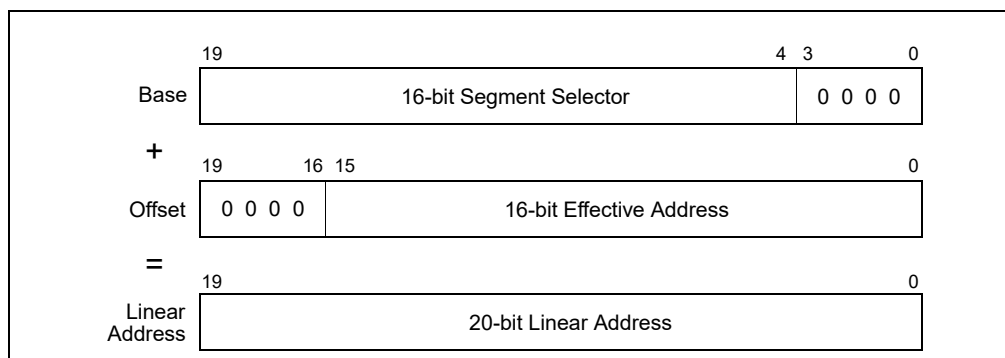 19 4 3 0
Base 16-bit Segment Selector 0 0 0 0
+
19 16 15 0
Offset 0 0 0 0 16-bit Effective Address
=
19 0
Linear
Address 20-bit Linear Address